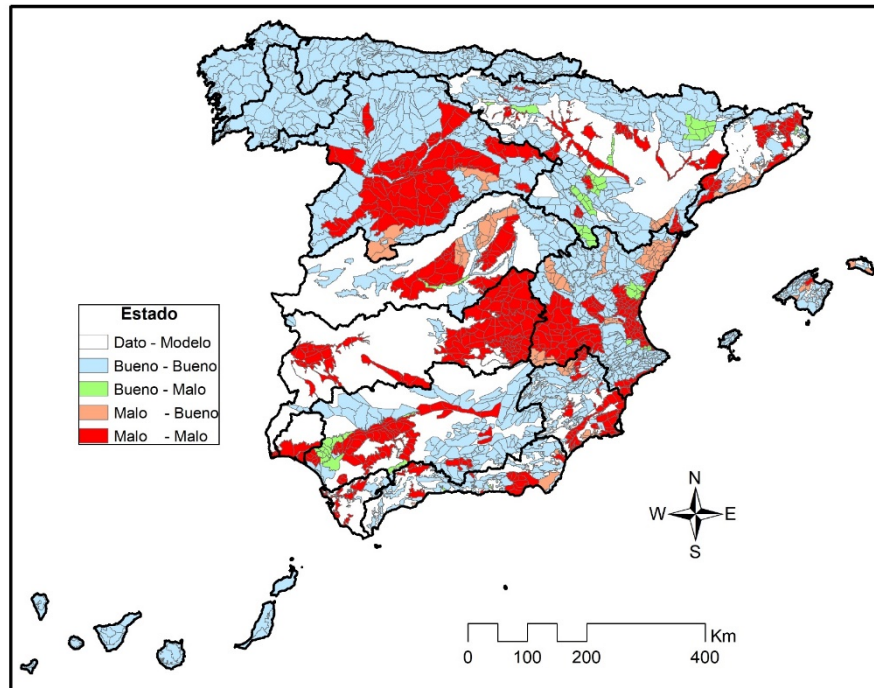 Estado
Dato - Modelo
Bueno - Bueno
Bueno - Malo
Malo - Bueno
Malo - Malo
N
W E
S
Km
0 100 200 400